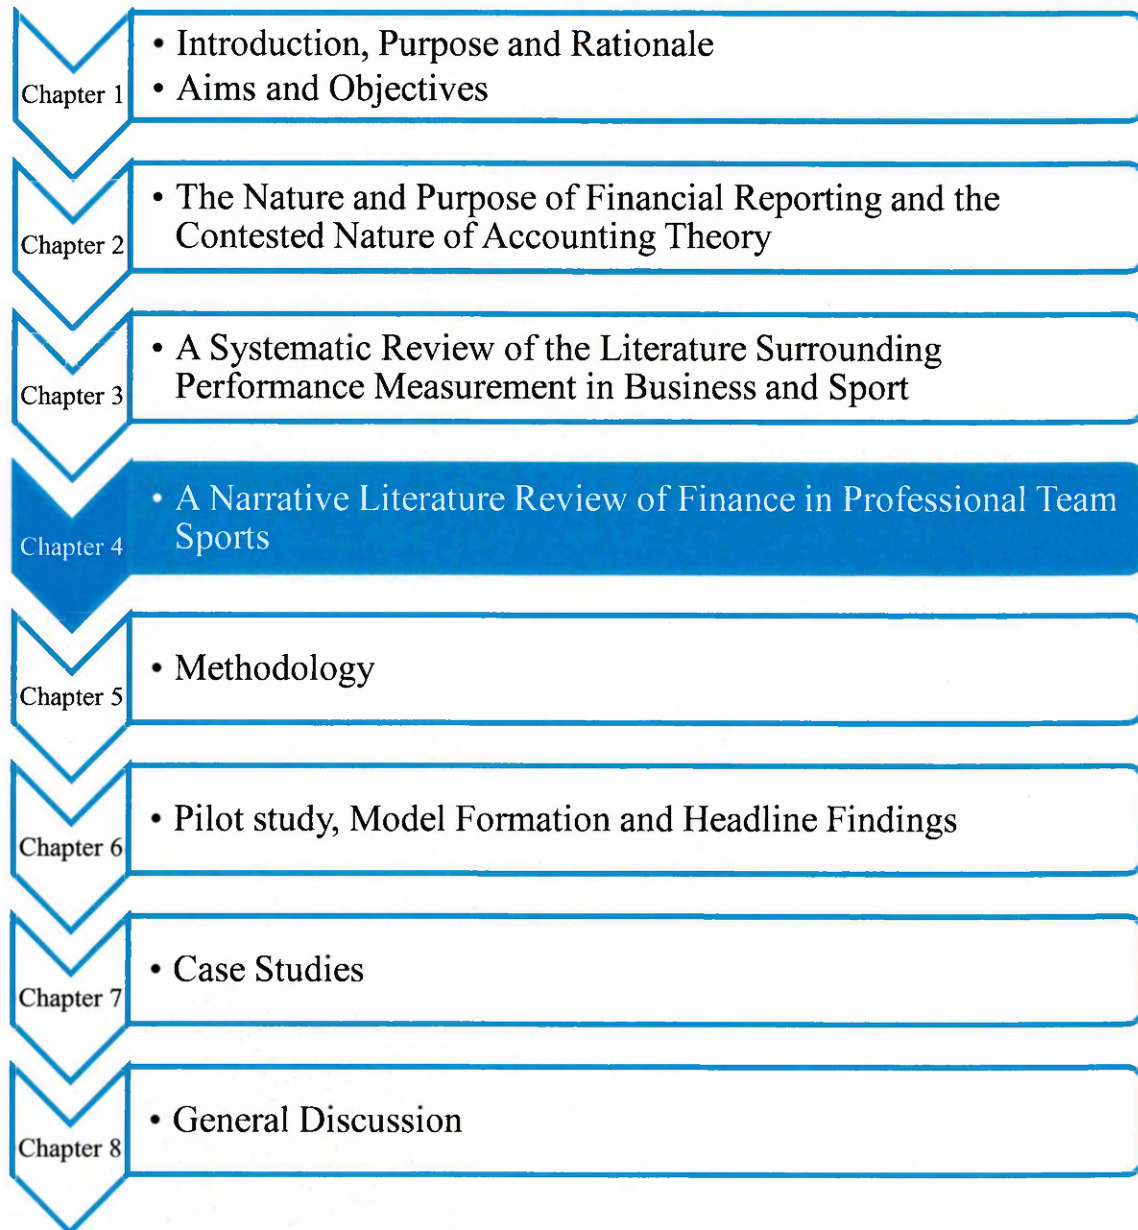 Chapter 1
• Introduction, Purpose and Rationale
• Aims and Objectives
Chapter 2
• The Nature and Purpose of Financial Reporting and the
Contested Nature of Accounting Theory
Chapter 3
• A Systematic Review of the Literature Surrounding
Performance Measurement in Business and Sport
Chapter 4
• A Narrative Literature Review of Finance in Professional Team
Sports
Chapter 5
• Methodology
Chapter 6
• Pilot study, Model Formation and Headline Findings
Chapter 7
• Case Studies
Chapter 8
• General Discussion